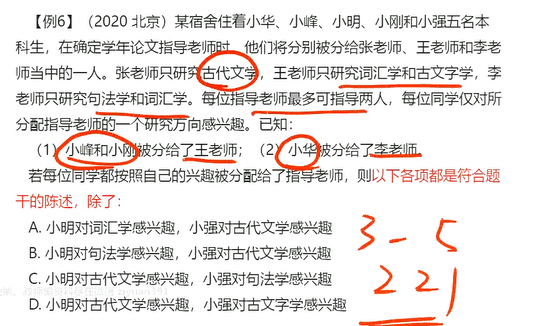 【例6】（2020 北京）某宿舍住着小华、小峰、小明、小刚和小强五名本
科生，在确定学年论文指导老师时，他们将分别被分给张老师、王老师和李老
师当中的一人。张老师只研究古代文学，王老师只研究词汇学和古文字学，李
老师只研究句法学和词汇学。每位指导老师最多可指导两人，每位同学仅对所
分配指导老师的一个研究方向感兴趣。已知：
（1）小峰和小刚被分给了王老师；（2）小华被分给了李老师。
若每位同学都按照自己的兴趣被分配给了指导老师，则以下各项都是符合题
干的陈述，除了：
A. 小明对词汇学感兴趣，小强对古代文学感兴趣
B. 小明对句法学感兴趣，小强对古代文学感兴趣
C. 小明对古代文学感兴趣，小强对句法学感兴趣
D. 小明对古代文学感兴趣，小强对古文字学感兴趣
3 - 5
2 2 1